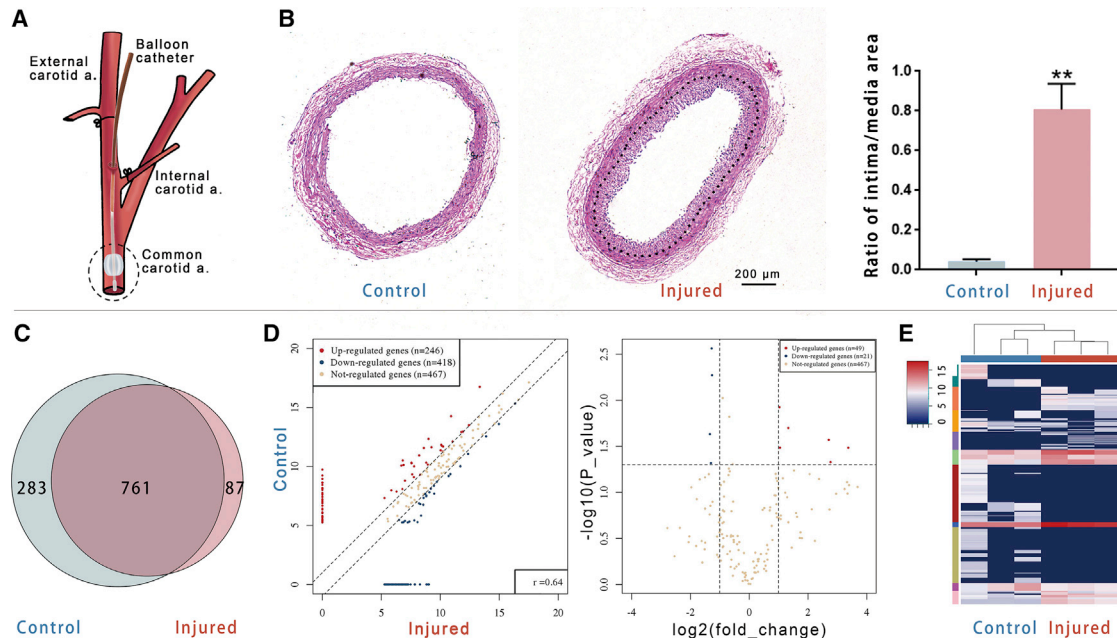 A
External
carotid a.
Balloon
catheter
Internal
carotid a.
Common
carotid a.
B
Control
Injured
200 μm
Ratio of intima/media area
1.0
0.8
0.6
0.4
0.2
0.0
**
Control
Injured
C
283
761
87
Control
Injured
D
Control
20
15
10
5
0
Up-regulated genes (n=246)
Down-regulated genes (n=418)
Not-regulated genes (n=467)
r =0.64
0
5
10
15
20
Injured
-log10(P_value)
2.5
2.0
1.5
1.0
0.5
0.0
Up-regulated genes (n=49)
Down-regulated genes (n=21)
Not-regulated genes (n=467)
-4
-2
0
2
4
log2(fold_change)
E
0 5 10 15
Control
Injured